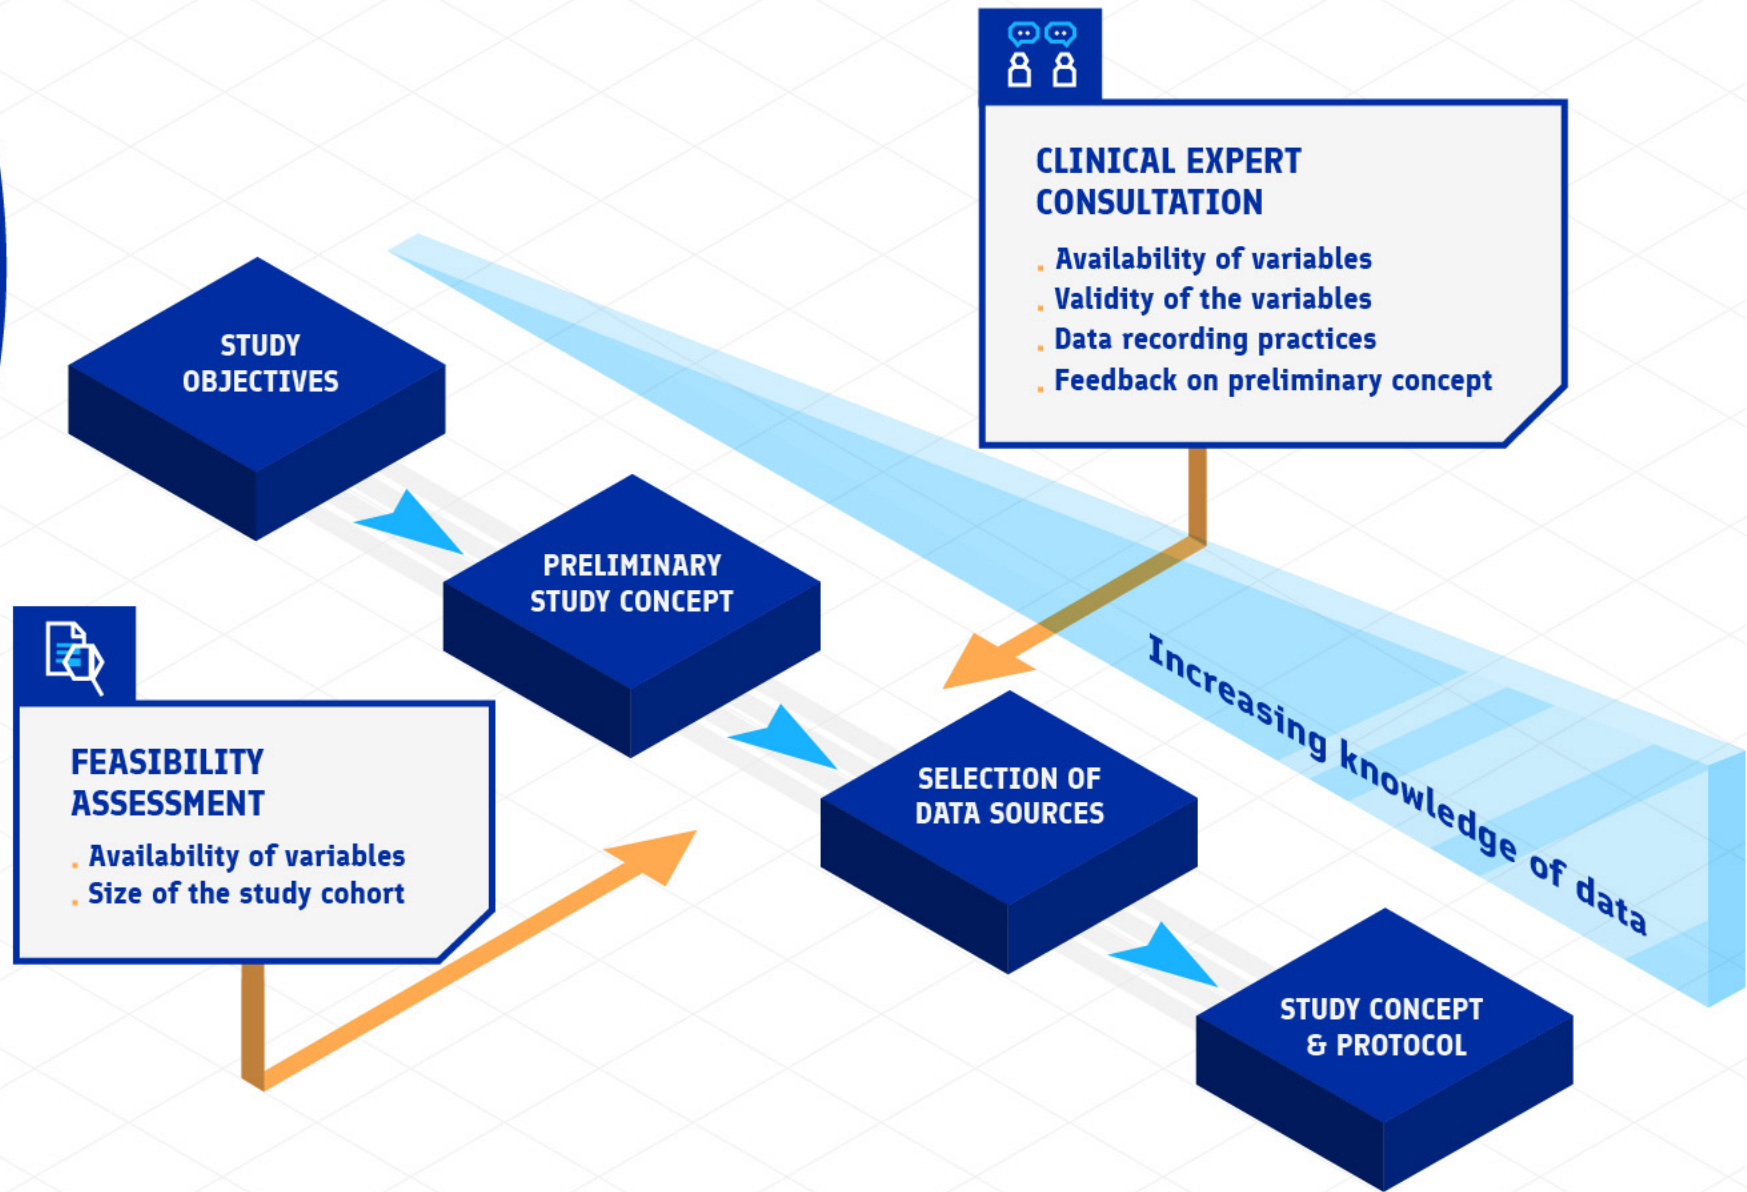 CLINICAL EXPERT
CONSULTATION
. Availability of variables
. Validity of the variables
. Data recording practices
. Feedback on preliminary concept
STUDY
OBJECTIVES
PRELIMINARY
STUDY CONCEPT
FEASIBILITY
ASSESSMENT
. Availability of variables
. Size of the study cohort
SELECTION OF
DATA SOURCES
Increasing knowledge of data
STUDY CONCEPT
& PROTOCOL